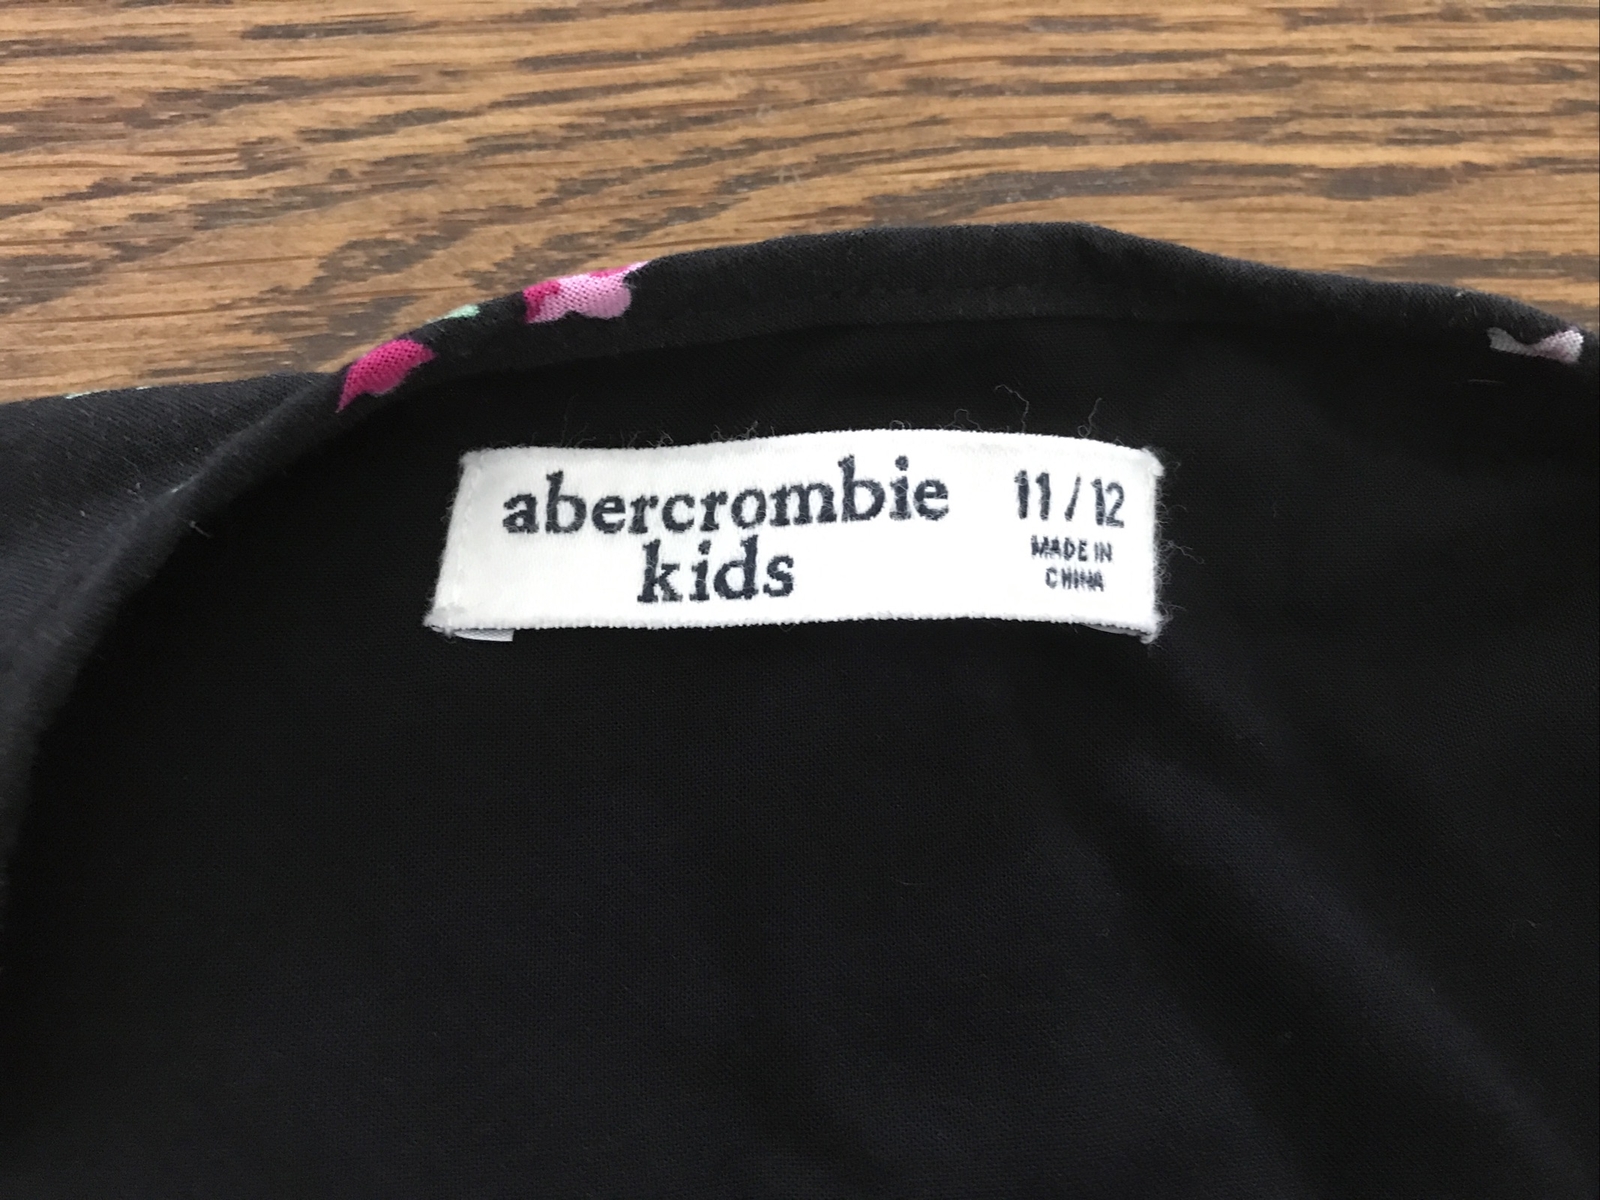 abercrombie
kids
11/12
MADE IN
CHINA